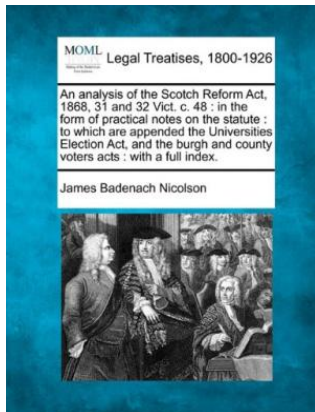 MOML Legal Treatises, 1800-1926
An analysis of the Scotch Reform Act,
1868, 31 and 32 Vict. c. 48 : in the
form of practical notes on the statute :
to which are appended the Universities
Election Act, and the burgh and county
voters acts : with a full index.
James Badenach Nicolson